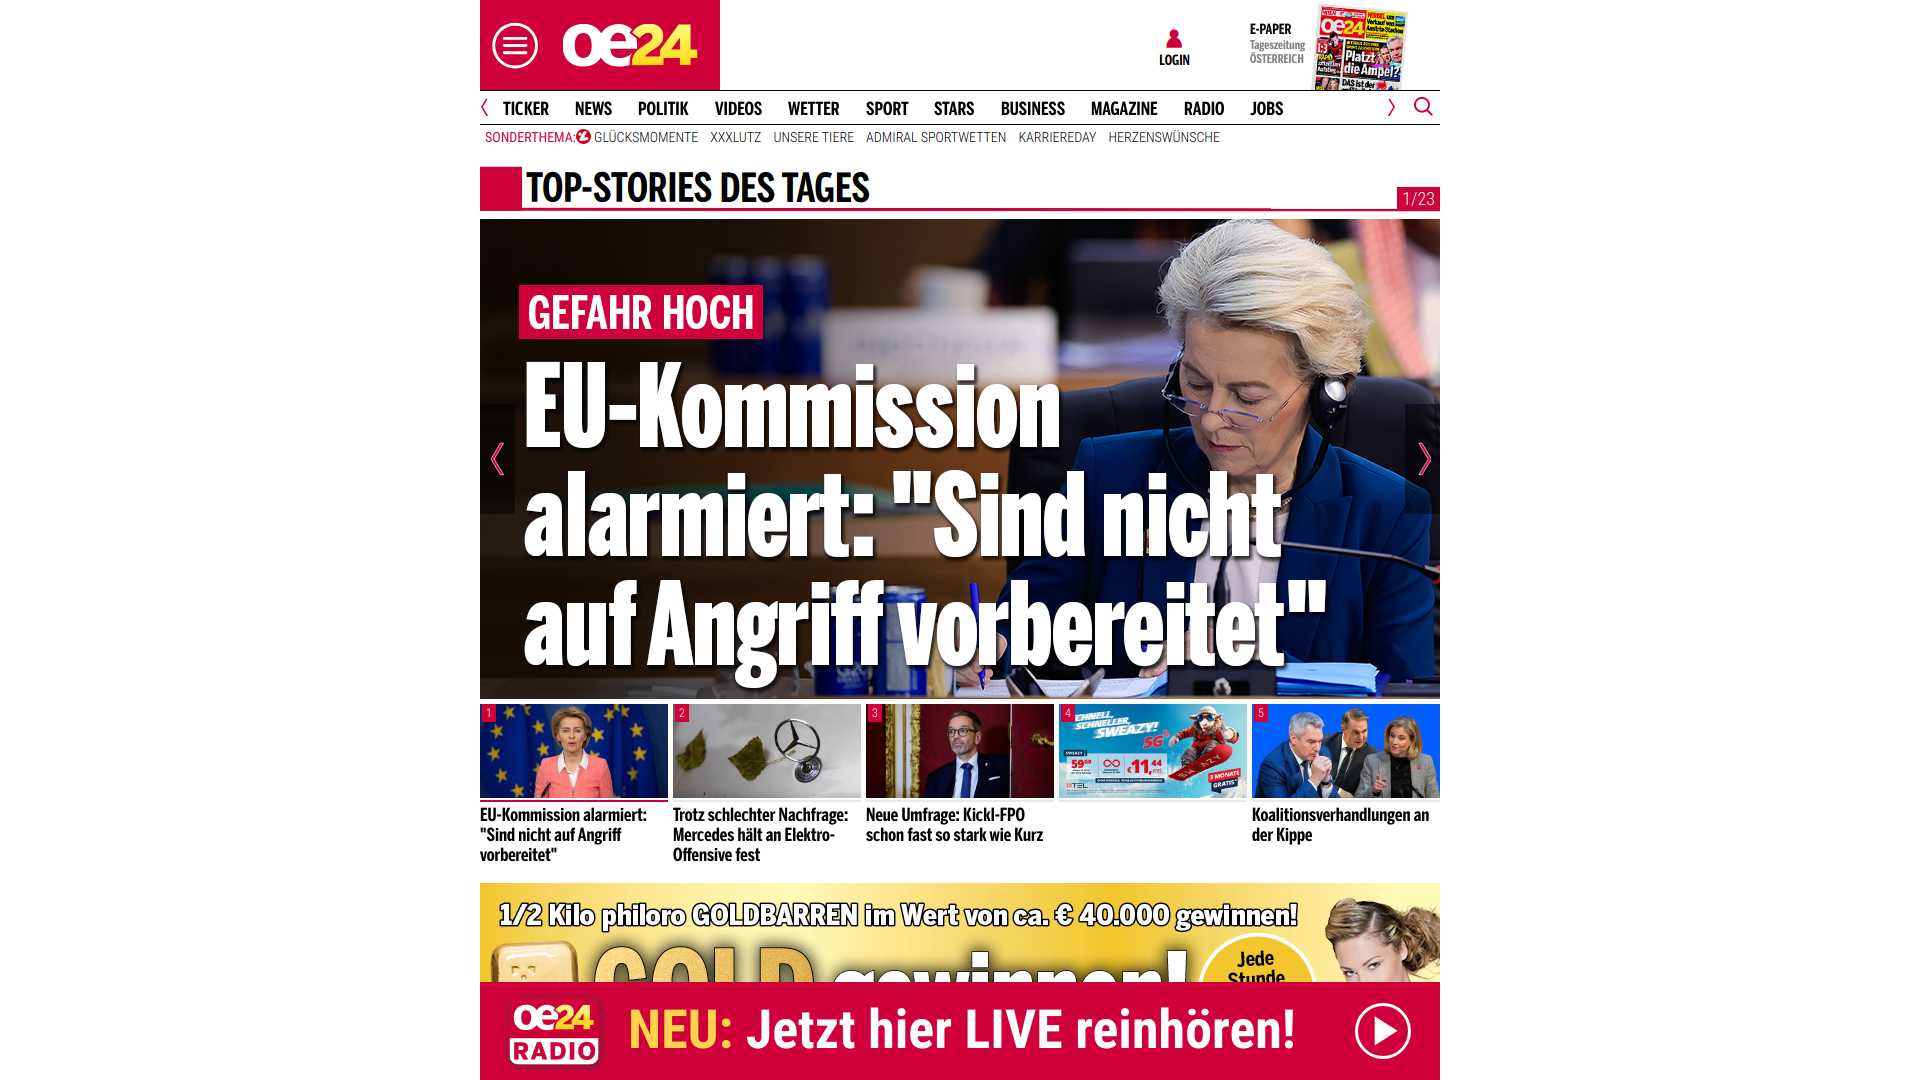 oe24
LOGIN
E-PAPER
Tageszeitung
ÖSTERREICH
oe24
Platzt
die Ampel?
TICKER NEWS POLITIK VIDEOS WETTER SPORT STARS BUSINESS MAGAZINE RADIO JOBS
SONDERTHEMA: GLÜCKSMOMENTE XXXLUTZ UNSERE TIERE ADMIRAL SPORTWETTEN KARRIEREDAY HERZENSWÜNSCHE
TOP-STORIES DES TAGES
1/23
GEFAHR HOCH
EU-Kommission
alarmiert: "Sind nicht
auf Angriff vorbereitet"
1
2
3
4
SCHNELL,
SCHNELLER,
SWEAZY!
5G
€11,44
3 MONATE
GRATIS*
5
EU-Kommission alarmiert:
"Sind nicht auf Angriff
vorbereitet"
Trotz schlechter Nachfrage:
Mercedes hält an Elektro-
Offensive fest
Neue Umfrage: Kickl-FPÖ
schon fast so stark wie Kurz
Koalitionsverhandlungen an
der Kippe
1/2 Kilo philoro GOLDBARREN im Wert von ca. € 40.000 gewinnen!
GOLD gewinnen!
Jede
Stunde
oe24
RADIO
NEU: Jetzt hier LIVE reinhören!